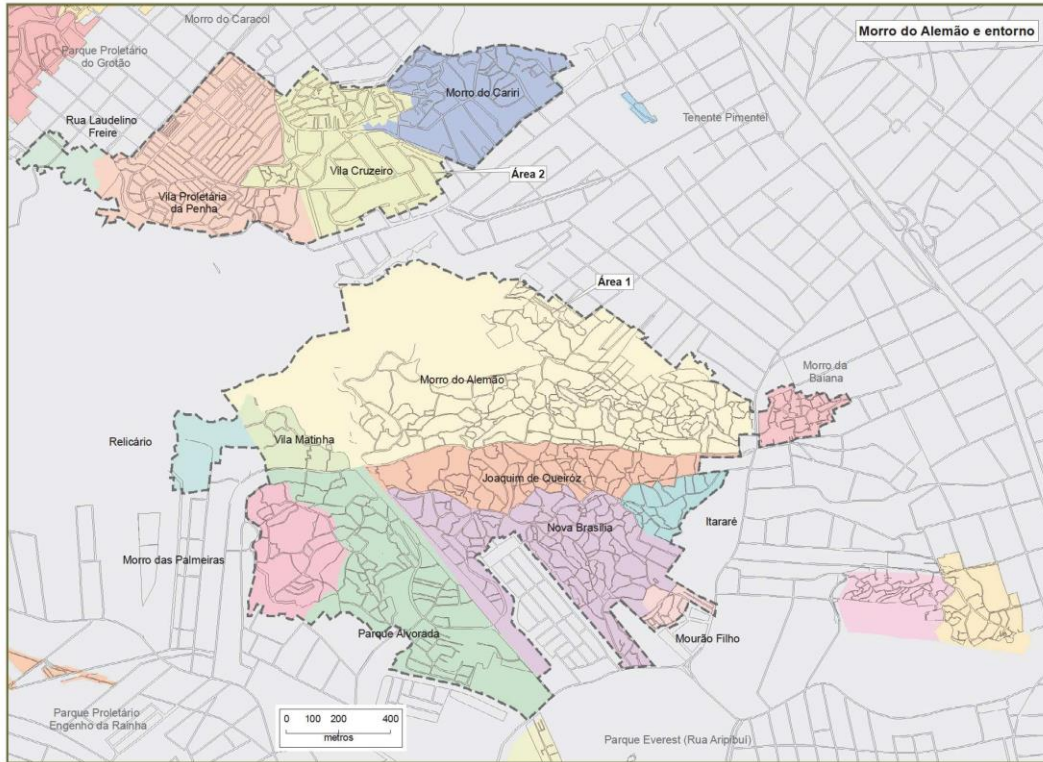 Morro do Caracol
Morro do Alemão e entorno
Parque Proletário
do Grotão
Morro do Cariri
Rua Laudelino
Freire
Tenente Pimentel
Vila Cruzeiro
Área 2
Vila Proletária
da Penha
Área 1
Morro da
Baiana
Morro do Alemão
Relicário
Vila Matinha
Joaquim de Queiróz
Nova Brasília
Itararé
Morro das Palmeiras
Parque Alvorada
Mourão Filho
Parque Proletário
Engenho da Rainha
0 100 200 400
metros
Parque Everest (Rua Aripibuí)